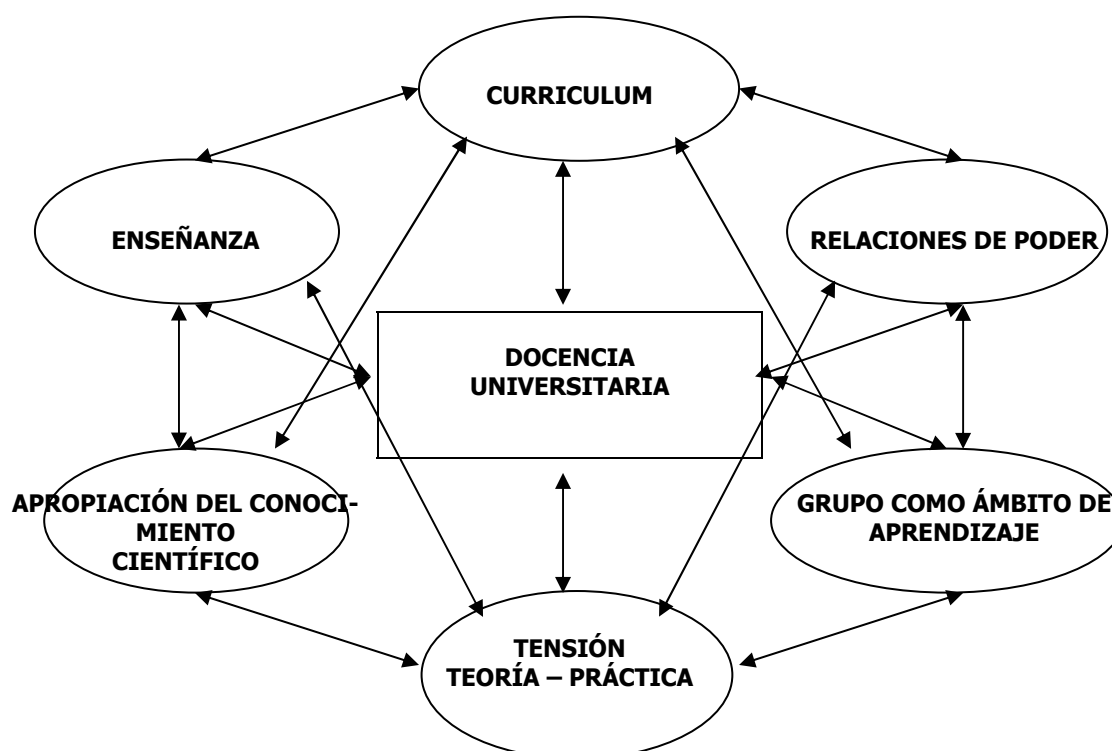 CURRICULUM
ENSEÑANZA
RELACIONES DE PODER
DOCENCIA
UNIVERSITARIA
APROPIACIÓN DEL CONOCI-
MIENTO
CIENTÍFICO
GRUPO COMO ÁMBITO DE
APRENDIZAJE
TENSIÓN
TEORÍA – PRÁCTICA